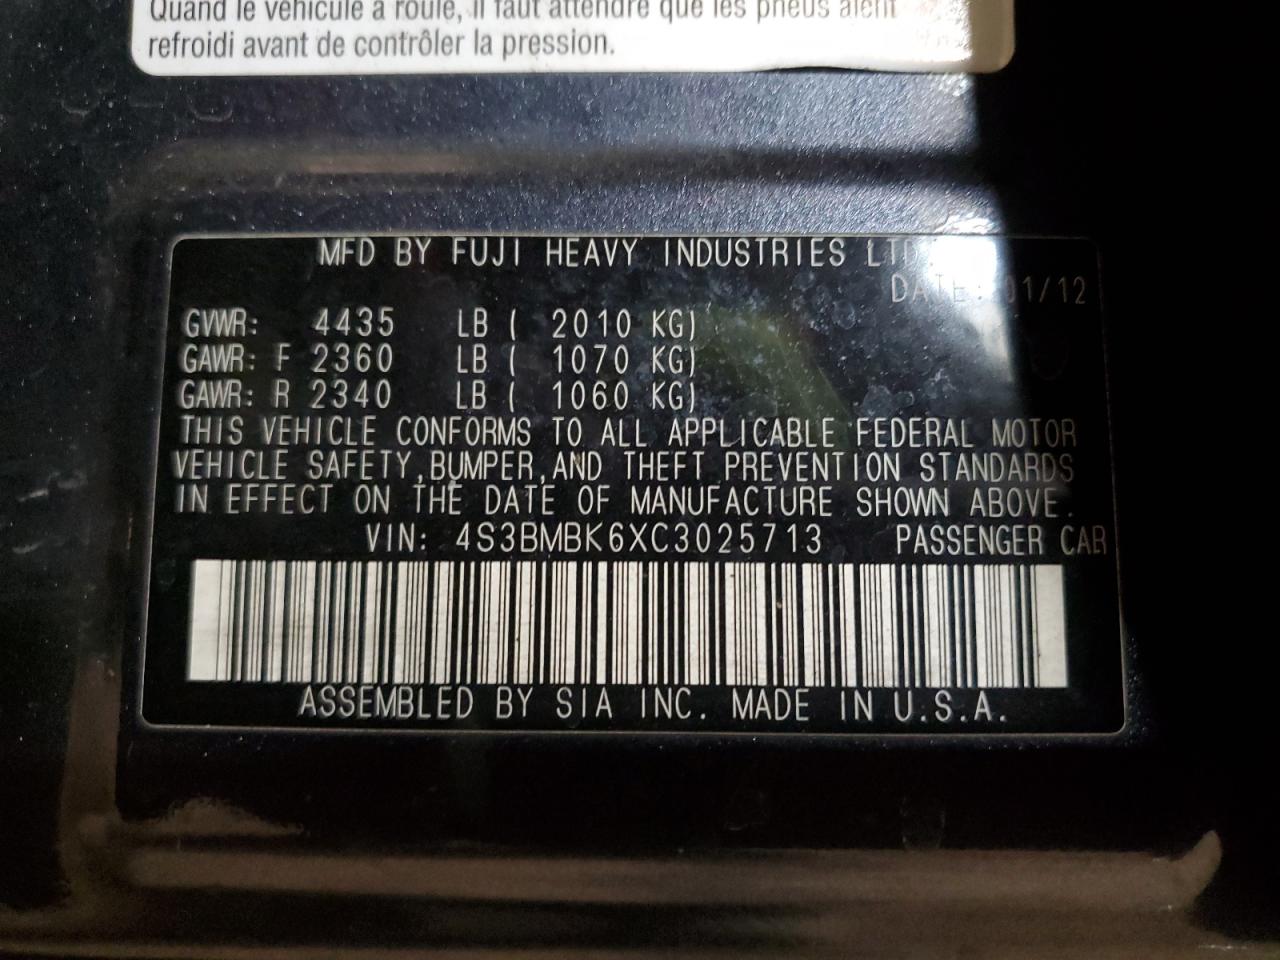 Quand le véhicule a roulé, il faut attendre que les pneus aient
refroidi avant de contrôler la pression.
MFD BY FUJI HEAVY INDUSTRIES LTD.
DATE: 01/12
GVWR: 4435 LB ( 2010 KG)
GAWR: F 2360 LB ( 1070 KG)
GAWR: R 2340 LB ( 1060 KG)
THIS VEHICLE CONFORMS TO ALL APPLICABLE FEDERAL MOTOR
VEHICLE SAFETY,BUMPER,AND THEFT PREVENTION STANDARDS
IN EFFECT ON THE DATE OF MANUFACTURE SHOWN ABOVE.
VIN: 4S3BMBK6XC3025713 PASSENGER CAR
ASSEMBLED BY SIA INC. MADE IN U.S.A.